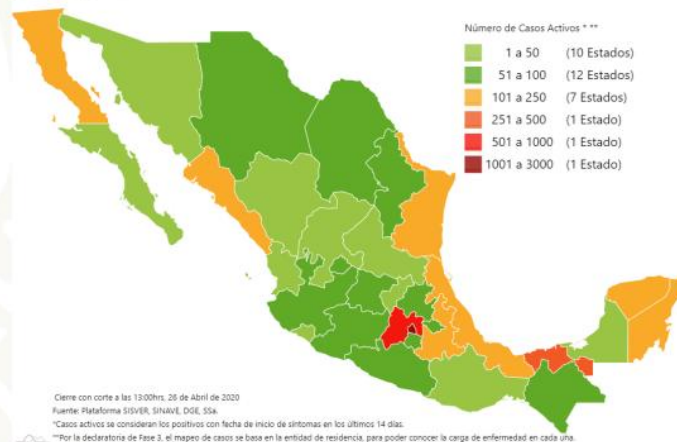 Número de Casos Activos * **
1 a 50 (10 Estados)
51 a 100 (12 Estados)
101 a 250 (7 Estados)
251 a 500 (1 Estado)
501 a 1000 (1 Estado)
1001 a 3000 (1 Estado)
Cierre con corte a las 13:00hrs, 26 de Abril de 2020
Fuente: Plataforma SISVER, SINAVE, DGE, SSa.
*Casos activos se consideran los positivos con fecha de inicio de síntomas en los últimos 14 días.
**Por la declaratoria de Fase 3, el mapeo de casos se basa en la entidad de residencia, para poder conocer la carga de enfermedad en cada una.